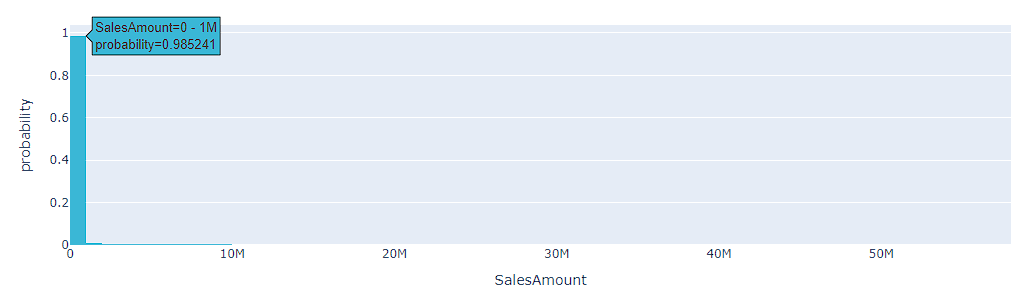 SalesAmount=0 - 1M
probability=0.985241
1
0.8
0.6
0.4
0.2
0
probability
0
10M
20M
30M
40M
50M
SalesAmount